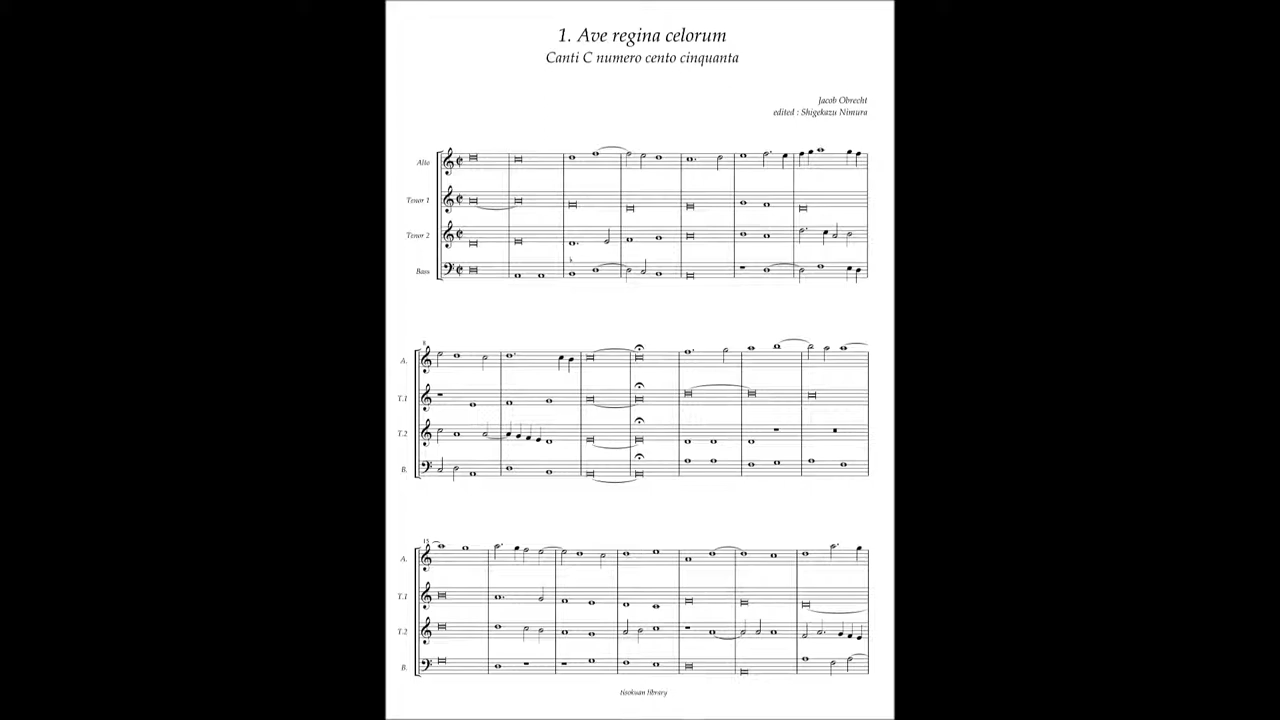 1. Ave regina celorum
Canti C numero cento cinquanta
Jacob Obrecht
edited : Shigekazu Nimura
Alto
Tenor 1
Tenor 2
Bass
8
A.
T.1
T.2
B.
15
A.
T.1
T.2
B.
tisokuan library